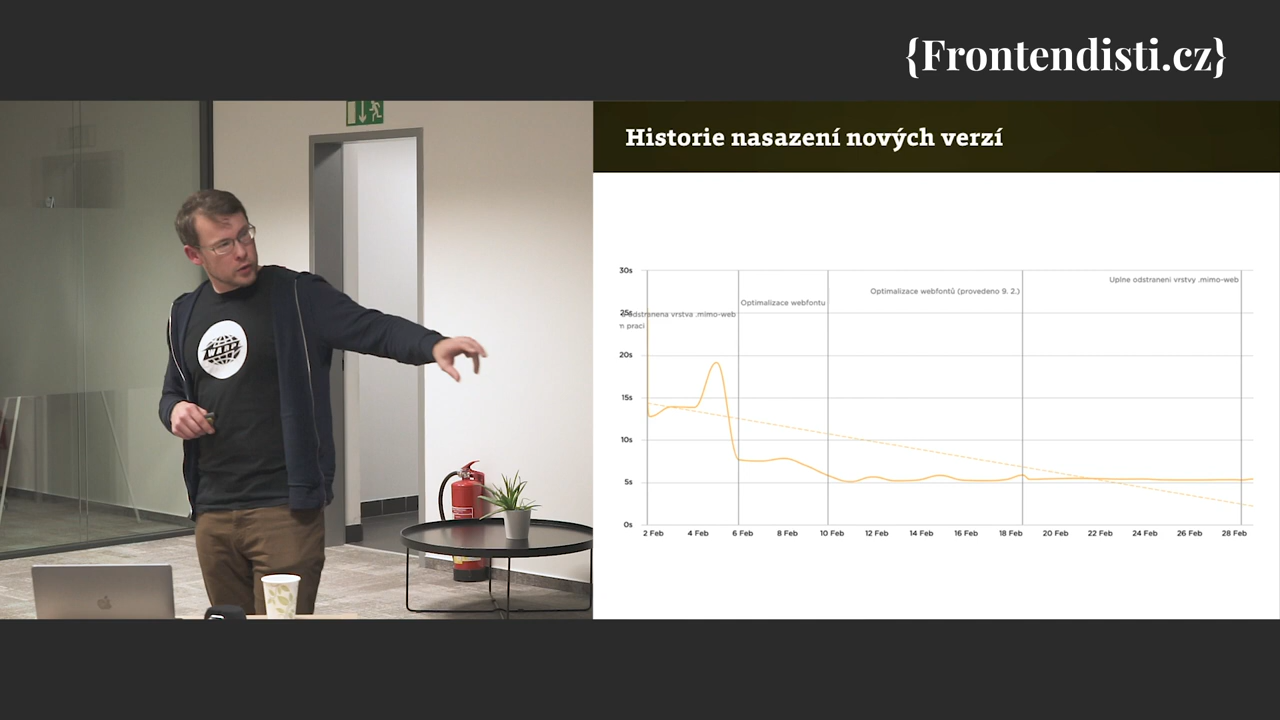 {Frontendisti.cz}
WARP
Historie nasazení nových verzí
30s
Uplne odstraneni vrstvy .mimo-web
Optimalizace webfontů (provedeno 9. 2.)
Optimalizace webfontu
25s
odstranena vrstva .mimo-web
m praci
20s
15s
10s
5s
0s
2 Feb 4 Feb 6 Feb 8 Feb 10 Feb 12 Feb 14 Feb 16 Feb 18 Feb 20 Feb 22 Feb 24 Feb 26 Feb 28 Feb